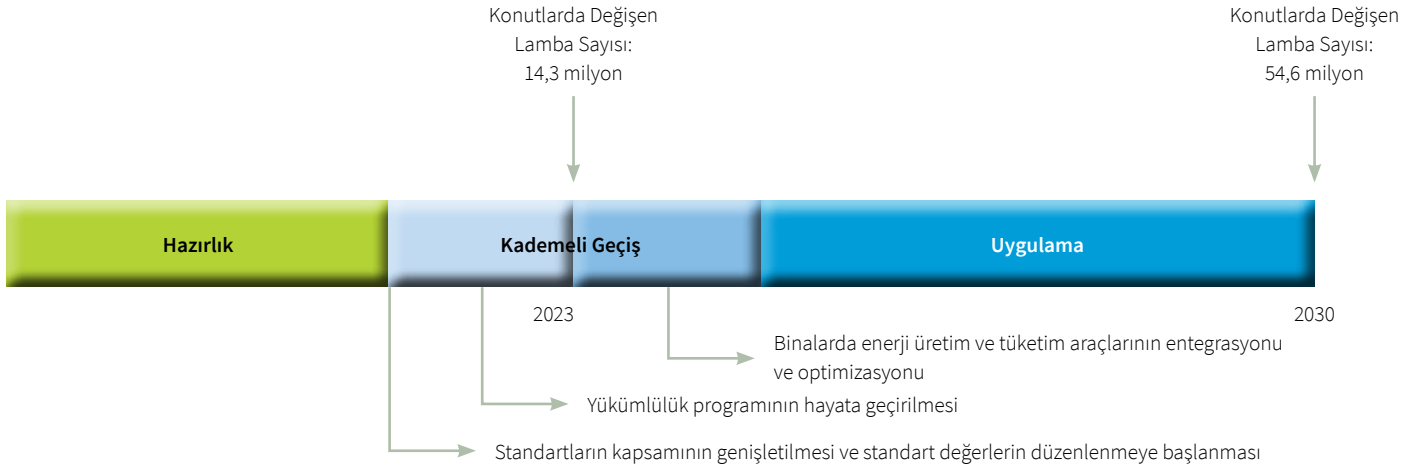 Konutlarda Değişen
Lamba Sayısı:
14,3 milyon
Konutlarda Değişen
Lamba Sayısı:
54,6 milyon
Hazırlık
Kademeli Geçiş
Uygulama
2023
2030
Binalarda enerji üretim ve tüketim araçlarının entegrasyonu
ve optimizasyonu
Yükümlülük programının hayata geçirilmesi
Standartların kapsamının genişletilmesi ve standart değerlerin düzenlenmeye başlanması